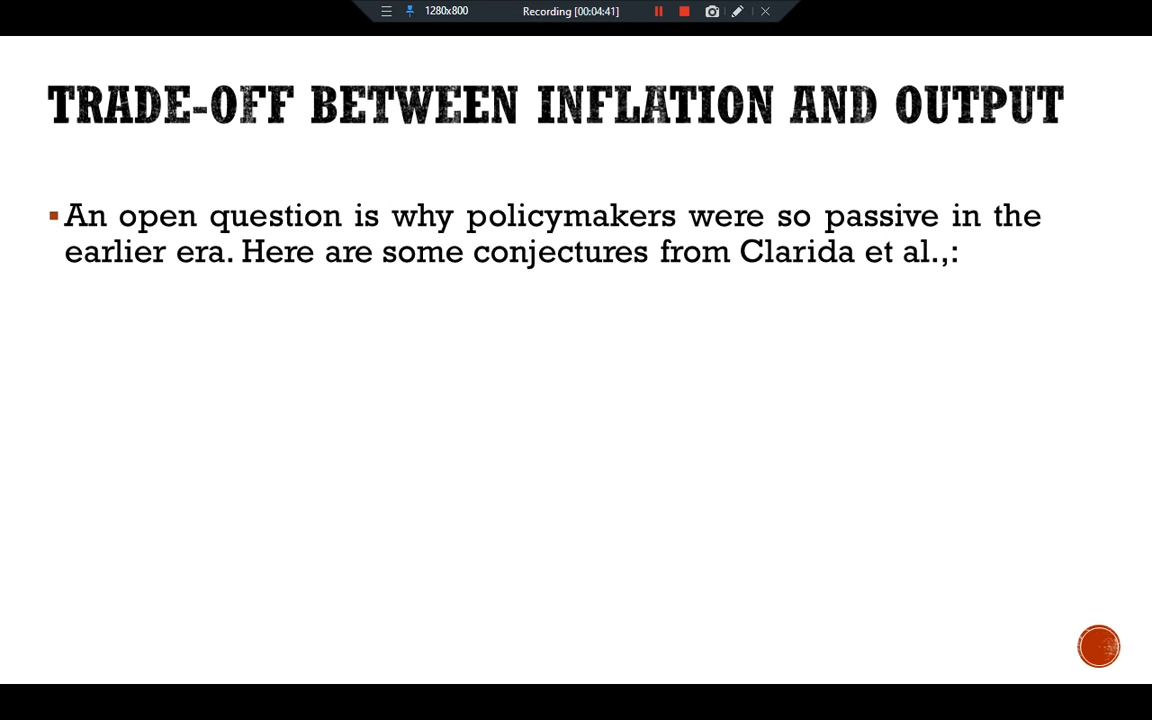 1280x800
Recording [00:04:41]
TRADE-OFF BETWEEN INFLATION AND OUTPUT
▪An open question is why policymakers were so passive in the
earlier era. Here are some conjectures from Clarida et al.,: